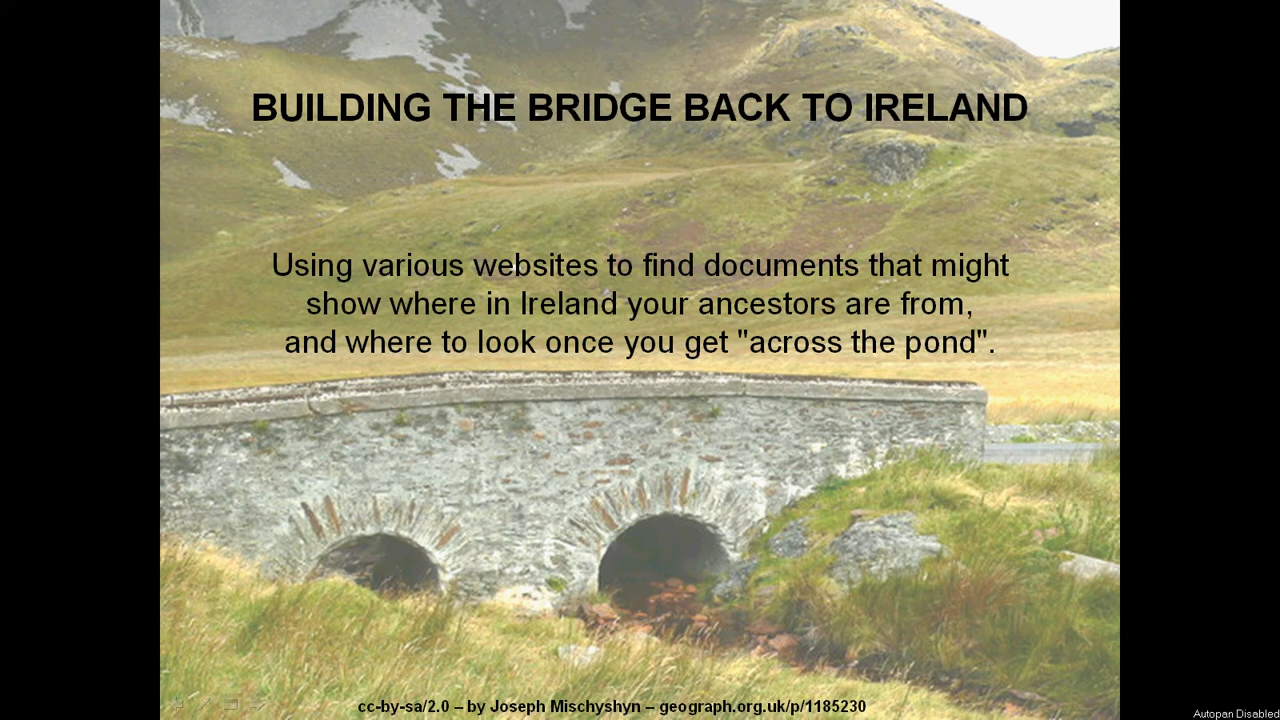 BUILDING THE BRIDGE BACK TO IRELAND
Using various websites to find documents that might
show where in Ireland your ancestors are from,
and where to look once you get "across the pond".
cc-by-sa/2.0 – by Joseph Mischyshyn – geograph.org.uk/p/1185230
Autopan Disabled